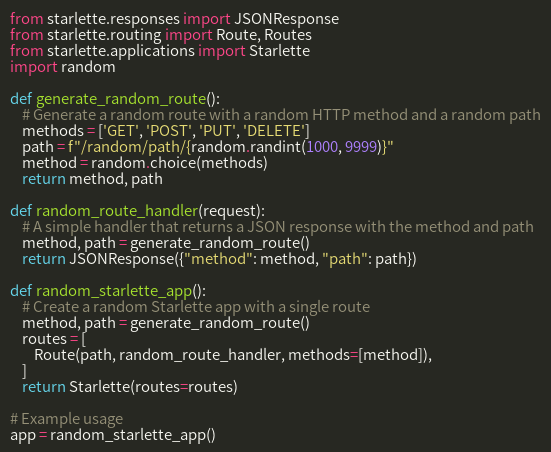 from starlette.responses import JSONResponse
from starlette.routing import Route, Routes
from starlette.applications import Starlette
import random

def generate_random_route():
    # Generate a random route with a random HTTP method and a random path
    methods = ['GET', 'POST', 'PUT', 'DELETE']
    path = f"/random/path/{random.randint(1000, 9999)}"
    method = random.choice(methods)
    return method, path

def random_route_handler(request):
    # A simple handler that returns a JSON response with the method and path
    method, path = generate_random_route()
    return JSONResponse({"method": method, "path": path})

def random_starlette_app():
    # Create a random Starlette app with a single route
    method, path = generate_random_route()
    routes = [
        Route(path, random_route_handler, methods=[method]),
    ]
    return Starlette(routes=routes)

# Example usage
app = random_starlette_app()